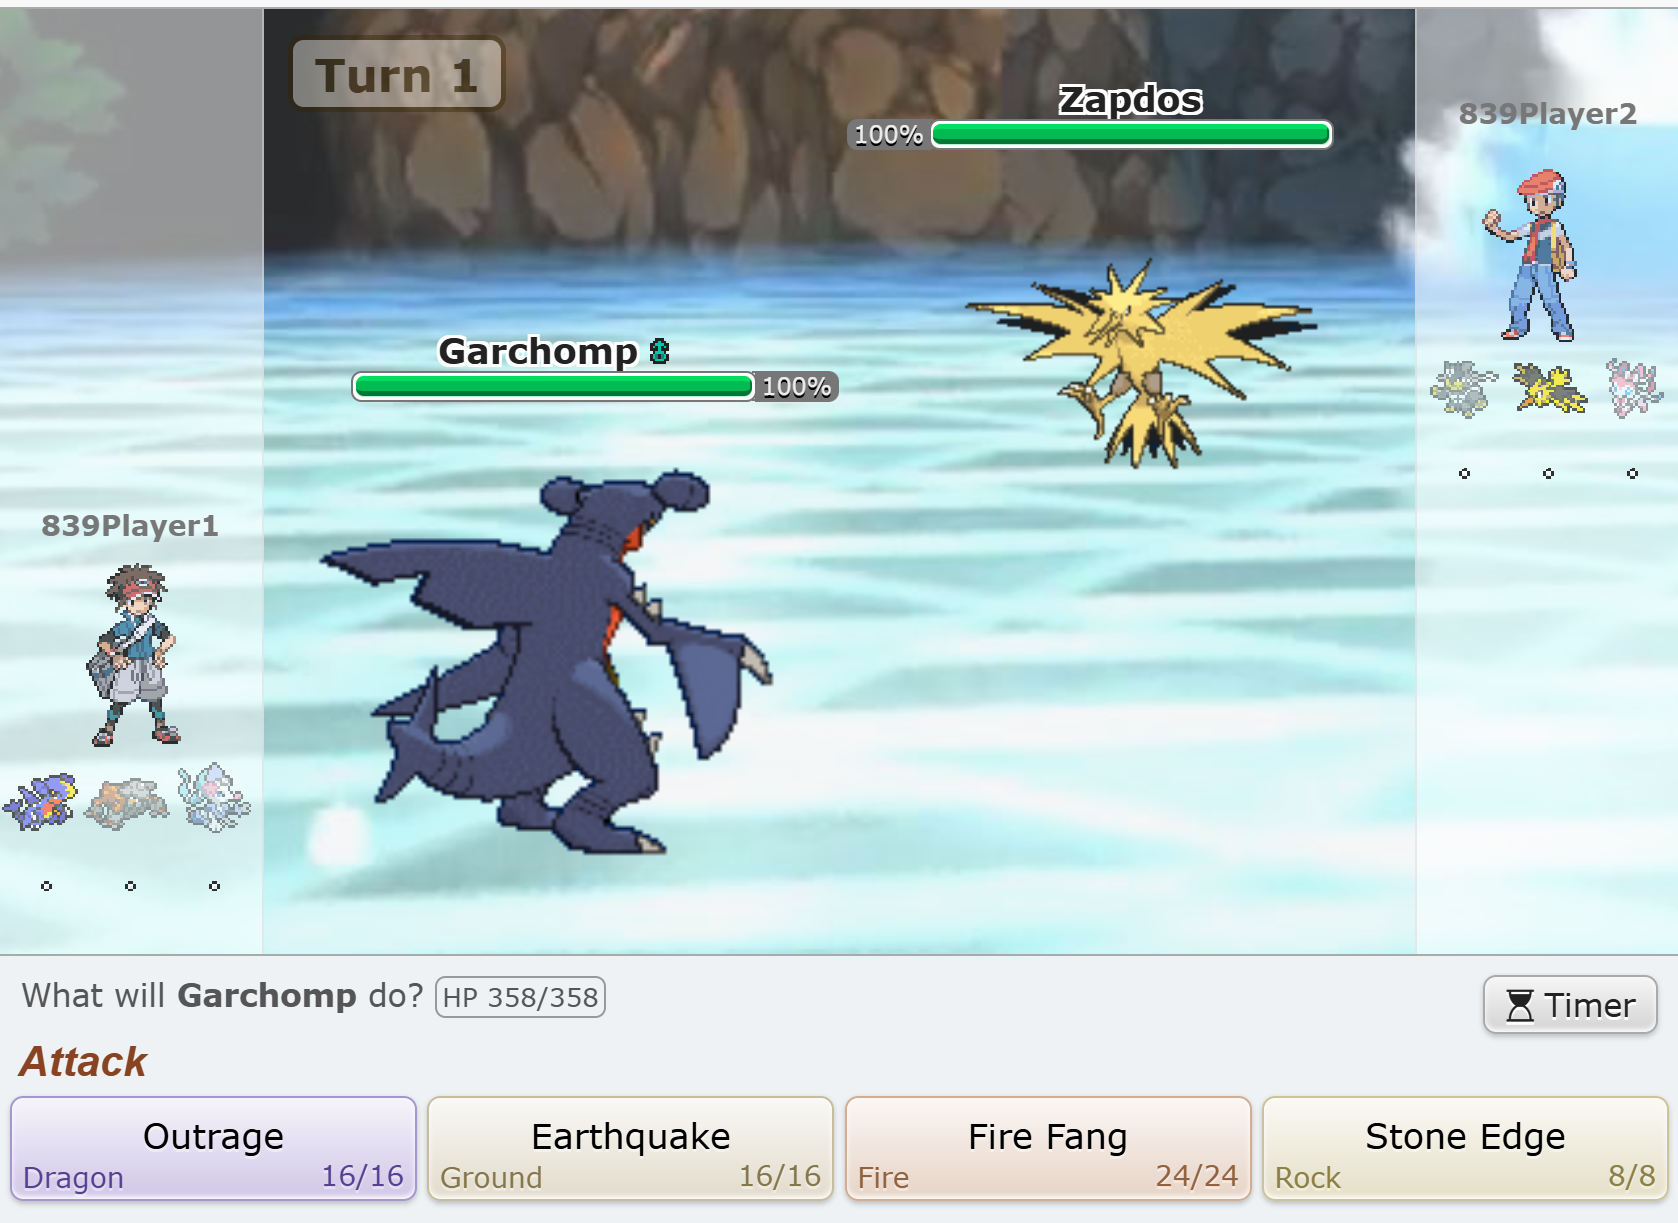 Turn 1
Zapdos
100%
839Player2
Garchomp
100%
839Player1
What will Garchomp do? HP 358/358
Timer
Attack
Outrage
Dragon 16/16
Earthquake
Ground 16/16
Fire Fang
Fire 24/24
Stone Edge
Rock 8/8